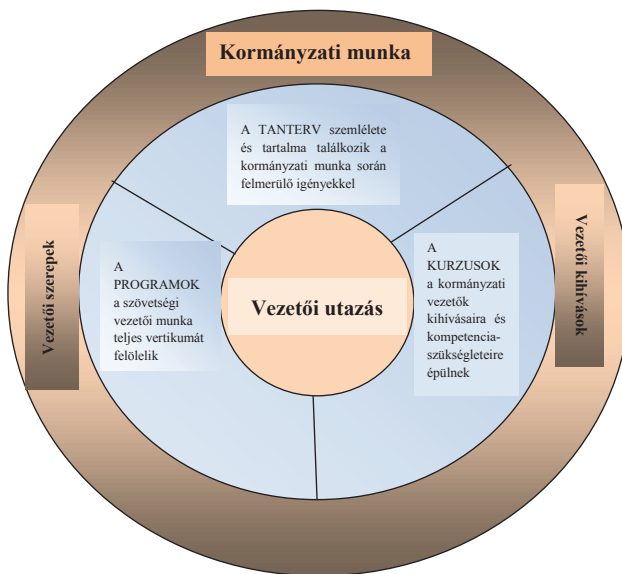 Kormányzati munka
A TANTERV szemlélete
és tartalma találkozik a
kormányzati munka során
felmerülő igényekkel
Vezetői szerepek
A
PROGRAMOK
a szövetségi
vezetői munka
teljes vertikumát
felölelik
Vezetői utazás
A
KURZUSOK
a kormányzati
vezetők
kihívásaira és
kompetencia-
szükségleteire
épülnek
Vezetői kihívások